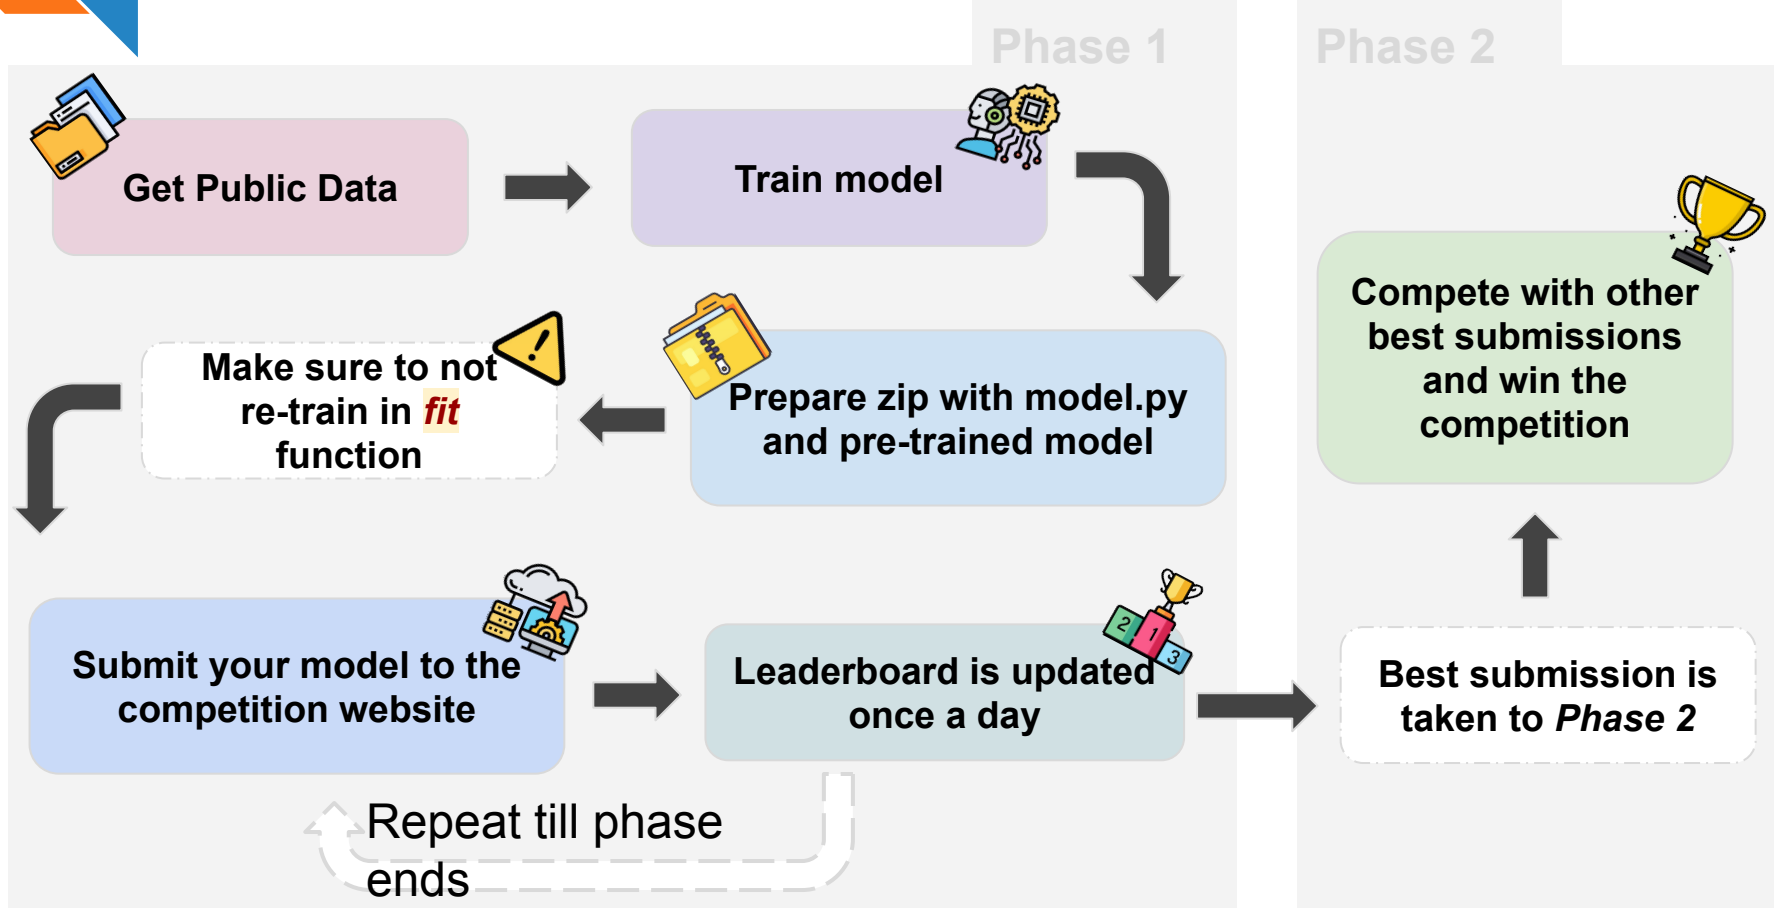 Phase 1
Phase 2
Get Public Data
Train model
Prepare zip with model.py
and pre-trained model
Make sure to not
re-train in fit
function
Submit your model to the
competition website
2
1
3
Leaderboard is updated
once a day
Repeat till phase
ends
Best submission is
taken to Phase 2
Compete with other
best submissions
and win the
competition